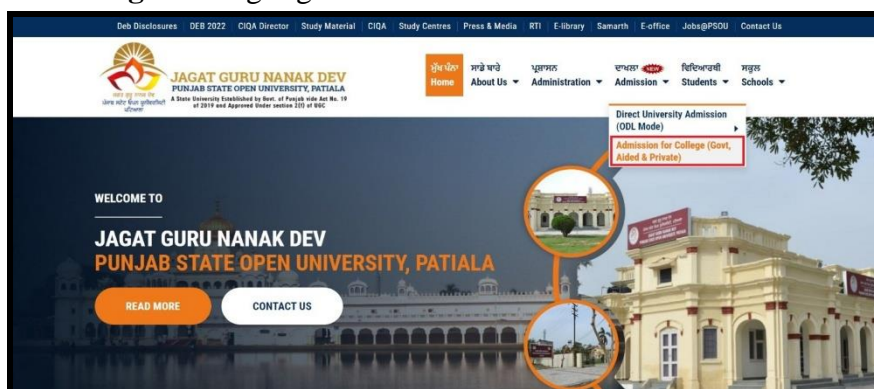 Deb Disclosures DEB 2022 CIQA Director Study Material CIQA Study Centres Press & Media RTI E-library Samarth E-office Jobs@PSOU Contact Us
JAGAT GURU NANAK DEV
PUNJAB STATE OPEN UNIVERSITY, PATIALA
A State University Established by Govt. of Punjab vide Act No. 19
of 2019 and Approved Under section 2(f) of UGC
ਮੁੱਖ ਪੰਨਾ ਸਾਡੇ ਬਾਰੇ ਪ੍ਰਸ਼ਾਸਨ ਦਾਖਲਾ NEW ਵਿਦਿਆਰਥੀ ਸਕੂਲ
Home About Us Administration Admission Students Schools
Direct University Admission
(ODL Mode)
Admission for College (Govt,
Aided & Private)
WELCOME TO
JAGAT GURU NANAK DEV
PUNJAB STATE OPEN UNIVERSITY, PATIALA
READ MORE CONTACT US